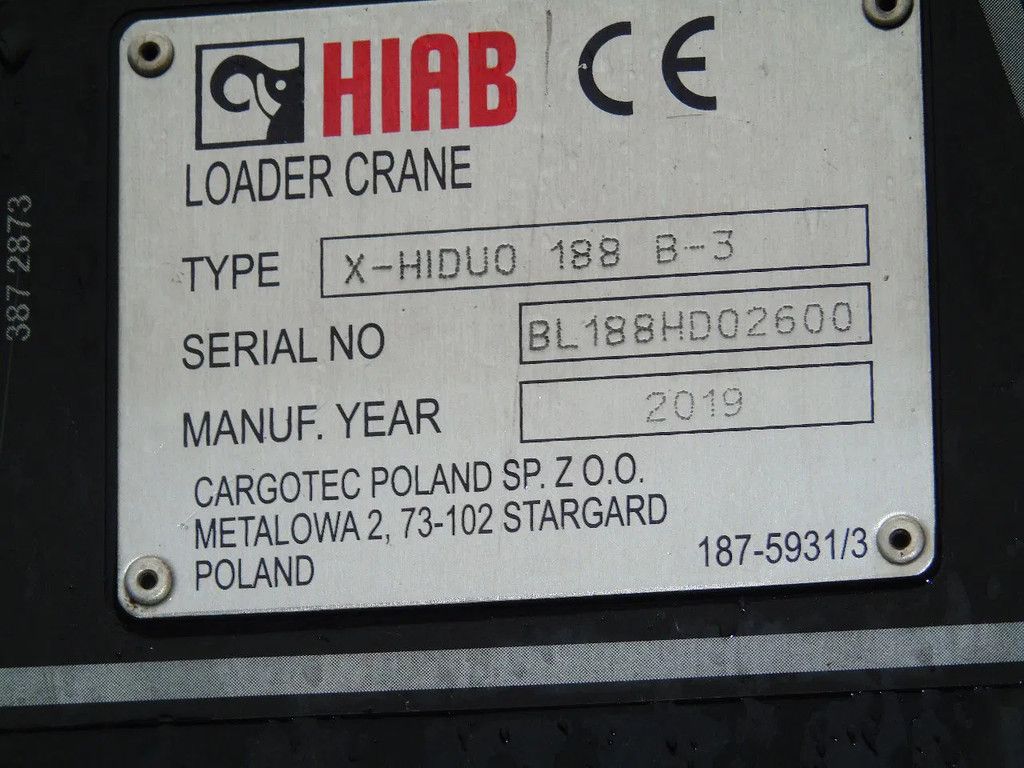 HIAB CE
LOADER CRANE
TYPE X-HIDUO 188 B-3
SERIAL NO BL188HD02600
MANUF. YEAR 2019
CARGOTEC POLAND SP. Z O.O.
METALOWA 2, 73-102 STARGARD
POLAND
187-5931/3
387 2873